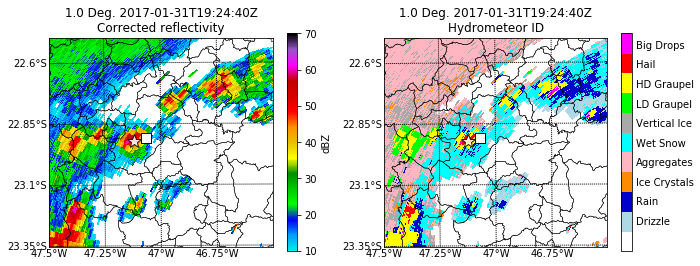 1.0 Deg. 2017-01-31T19:24:40Z
Corrected reflectivity
22.6°S
22.85°S
23.1°S
23.35°S
47.5°W
47.25°W
47°W
46.75°W
70
60
50
40
30
20
10
dBZ
1.0 Deg. 2017-01-31T19:24:40Z
Hydrometeor ID
22.6°S
22.85°S
23.1°S
23.35°S
47.5°W
47.25°W
47°W
46.75°W
Big Drops
Hail
HD Graupel
LD Graupel
Vertical Ice
Wet Snow
Aggregates
Ice Crystals
Rain
Drizzle